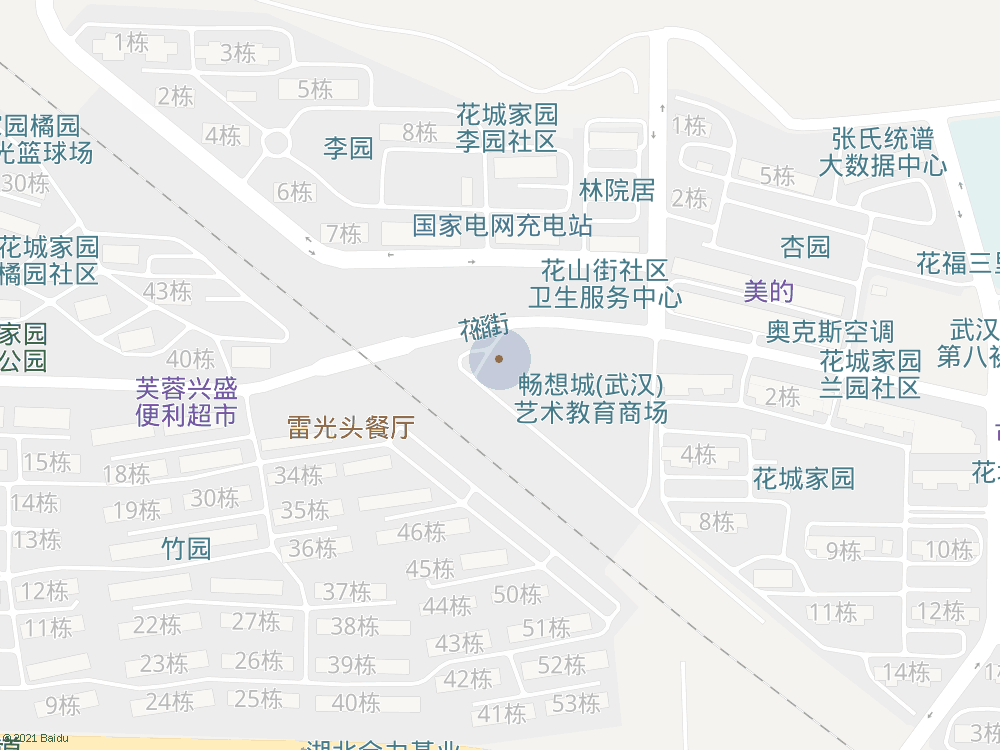 1栋
3栋
2栋
5栋
花城家园
李园社区
家园橘园
光篮球场
4栋
李园
8栋
1栋
张氏统谱
大数据中心
30栋
6栋
林院居
5栋
2栋
7栋
国家电网充电站
花城家园
橘园社区
杏园
花福三里
花山街社区
卫生服务中心
43栋
美的
家园
公园
花福街
奥克斯空调
武汉
第八初
40栋
花城家园
兰园社区
芙蓉兴盛
便利超市
畅想城(武汉)
艺术教育商场
2栋
雷光头餐厅
4栋
15栋
18栋
34栋
花城家园
14栋
19栋
30栋
35栋
8栋
13栋
竹园
36栋
46栋
9栋
10栋
45栋
12栋
37栋
44栋
50栋
11栋
22栋
27栋
38栋
43栋
51栋
11栋
12栋
23栋
26栋
39栋
42栋
52栋
14栋
9栋
24栋
25栋
40栋
41栋
53栋
3栋
© 2021 Baidu
湖北合力基业